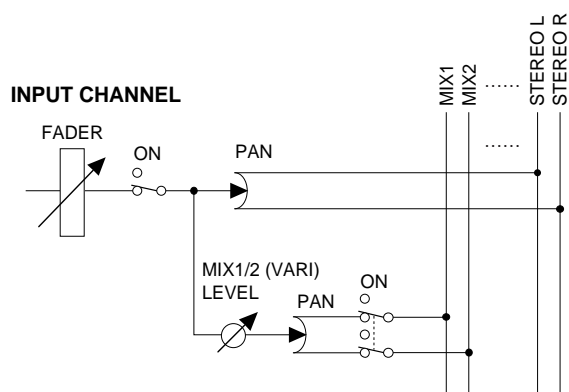 INPUT CHANNEL
FADER
ON
PAN
MIX1
MIX2
......
STEREO L
STEREO R
......
MIX1/2 (VARI)
LEVEL
PAN
ON